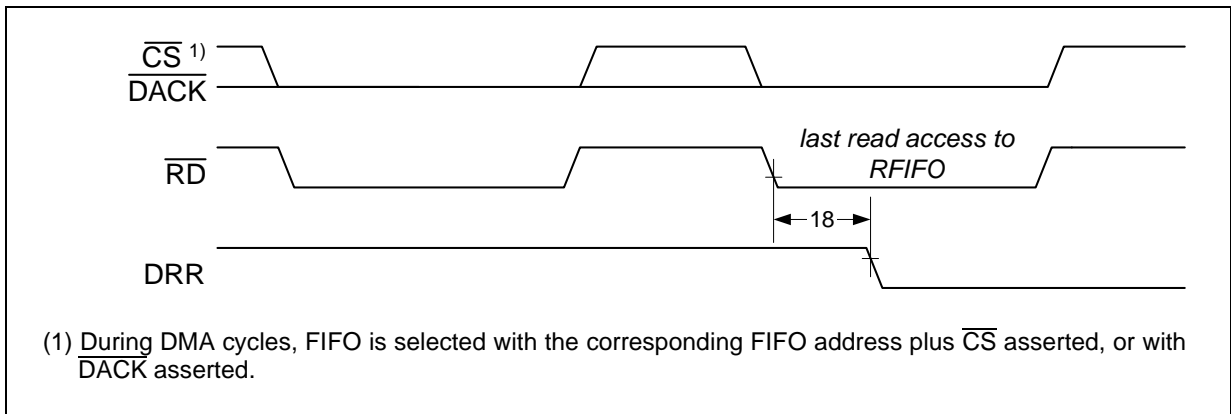 CS 1)
DACK
RD
last read access to
RFIFO
18
DRR
(1) During DMA cycles, FIFO is selected with the corresponding FIFO address plus CS asserted, or with
DACK asserted.